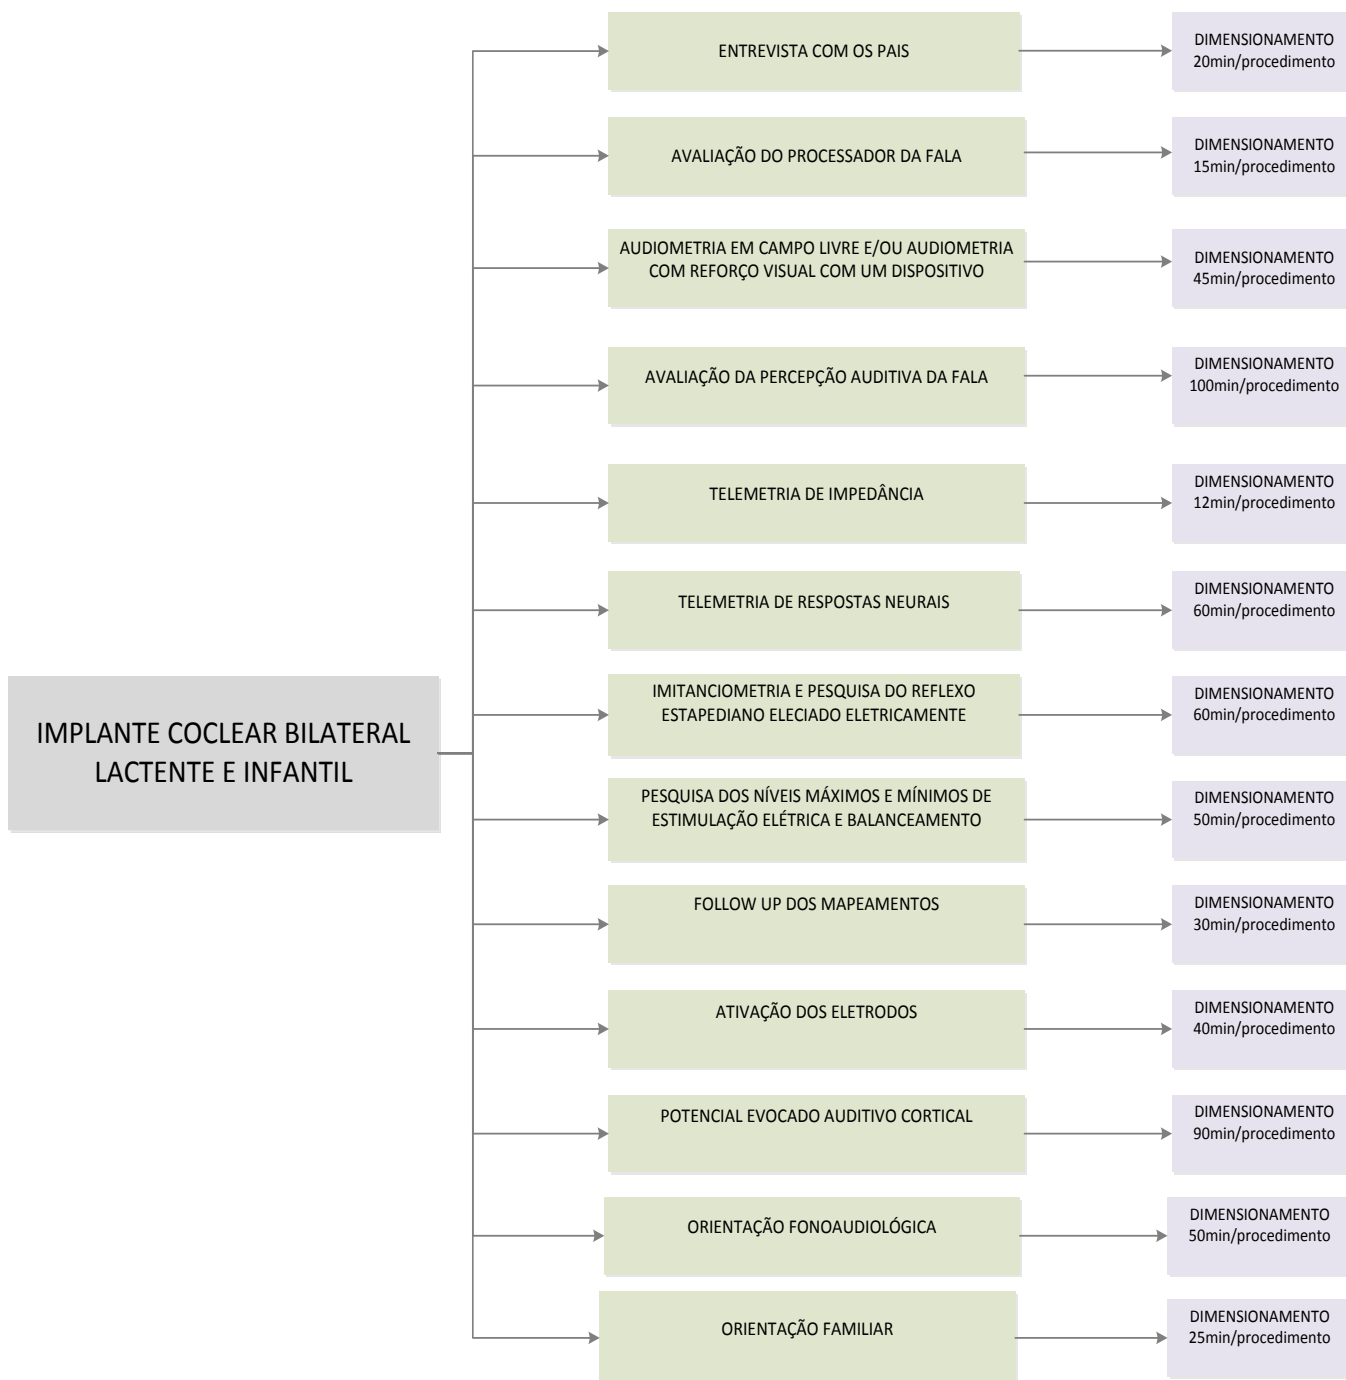 ENTREVISTA COM OS PAIS
DIMENSIONAMENTO
20min/procedimento
AVALIAÇÃO DO PROCESSADOR DA FALA
DIMENSIONAMENTO
15min/procedimento
AUDIOMETRIA EM CAMPO LIVRE E/OU AUDIOMETRIA
COM REFORÇO VISUAL COM UM DISPOSITIVO
DIMENSIONAMENTO
45min/procedimento
AVALIAÇÃO DA PERCEPÇÃO AUDITIVA DA FALA
DIMENSIONAMENTO
100min/procedimento
TELEMETRIA DE IMPEDÂNCIA
DIMENSIONAMENTO
12min/procedimento
TELEMETRIA DE RESPOSTAS NEURAIS
DIMENSIONAMENTO
60min/procedimento
IMPLANTE COCLEAR BILATERAL
LACTENTE E INFANTIL
IMITANCIOMETRIA E PESQUISA DO REFLEXO
ESTAPEDIANO ELECIADO ELETRICAMENTE
DIMENSIONAMENTO
60min/procedimento
PESQUISA DOS NÍVEIS MÁXIMOS E MÍNIMOS DE
ESTIMULAÇÃO ELÉTRICA E BALANCEAMENTO
DIMENSIONAMENTO
50min/procedimento
FOLLOW UP DOS MAPEAMENTOS
DIMENSIONAMENTO
30min/procedimento
ATIVAÇÃO DOS ELETRODOS
DIMENSIONAMENTO
40min/procedimento
POTENCIAL EVOCADO AUDITIVO CORTICAL
DIMENSIONAMENTO
90min/procedimento
ORIENTAÇÃO FONOAUDIOLÓGICA
DIMENSIONAMENTO
50min/procedimento
ORIENTAÇÃO FAMILIAR
DIMENSIONAMENTO
25min/procedimento